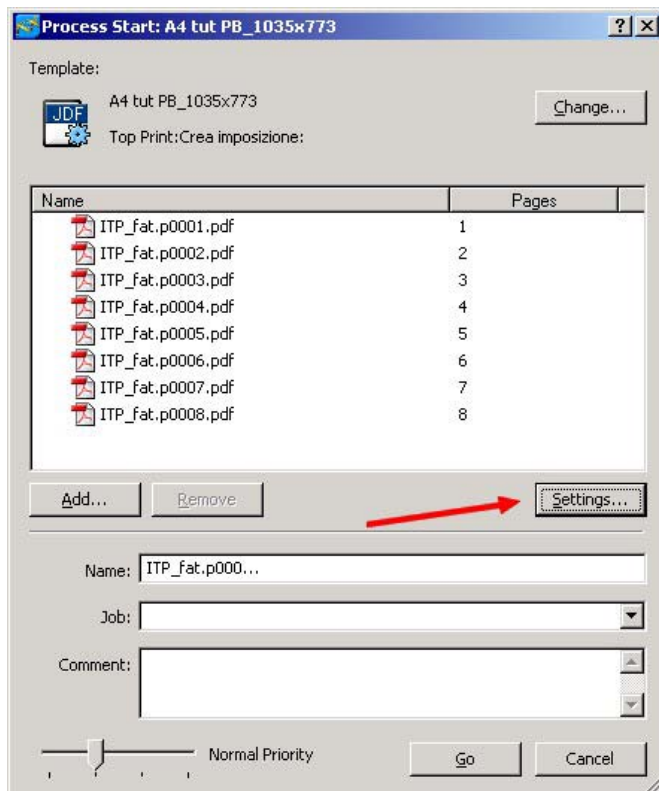 Process Start: A4 tut PB_1035x773
Template:
JDF
A4 tut PB_1035x773
Change...
Top Print:Crea imposizione:
Name Pages
ITP_fat.p0001.pdf 1
ITP_fat.p0002.pdf 2
ITP_fat.p0003.pdf 3
ITP_fat.p0004.pdf 4
ITP_fat.p0005.pdf 5
ITP_fat.p0006.pdf 6
ITP_fat.p0007.pdf 7
ITP_fat.p0008.pdf 8
Add... Remove Settings...
Name: ITP_fat.p000...
Job:
Comment:
Normal Priority Go Cancel